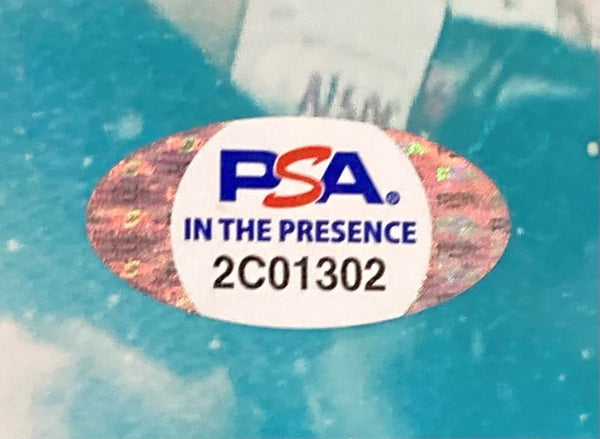 PSA®
IN THE PRESENCE
2C01302